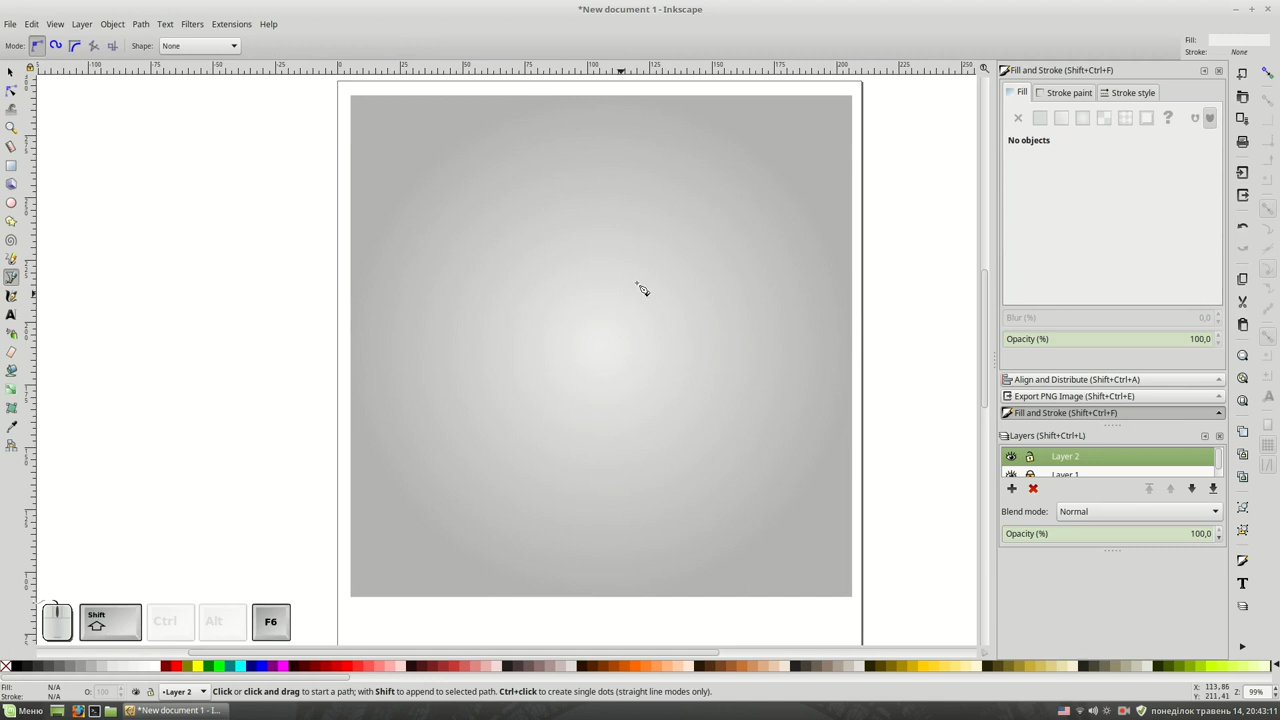 *New document 1 - Inkscape
File Edit View Layer Object Path Text Filters Extensions Help
Mode: Shape: None
Fill:
Stroke: None
Fill and Stroke (Shift+Ctrl+F)
Fill Stroke paint Stroke style
No objects
Blur (%) 0,0
Opacity (%) 100,0
Align and Distribute (Shift+Ctrl+A)
Export PNG Image (Shift+Ctrl+E)
Fill and Stroke (Shift+Ctrl+F)
Layers (Shift+Ctrl+L)
Layer 2
Layer 1
Blend mode: Normal
Opacity (%) 100,0
Shift Ctrl Alt F6
Fill: N/A
Stroke: N/A
O: 100
•Layer 2
Click or click and drag to start a path; with Shift to append to selected path. Ctrl+click to create single dots (straight line modes only).
X: 113,86
Y: 211,41
Z: 99%
Меню
*New document 1 - I...
понеділок травень 14, 20:43:11